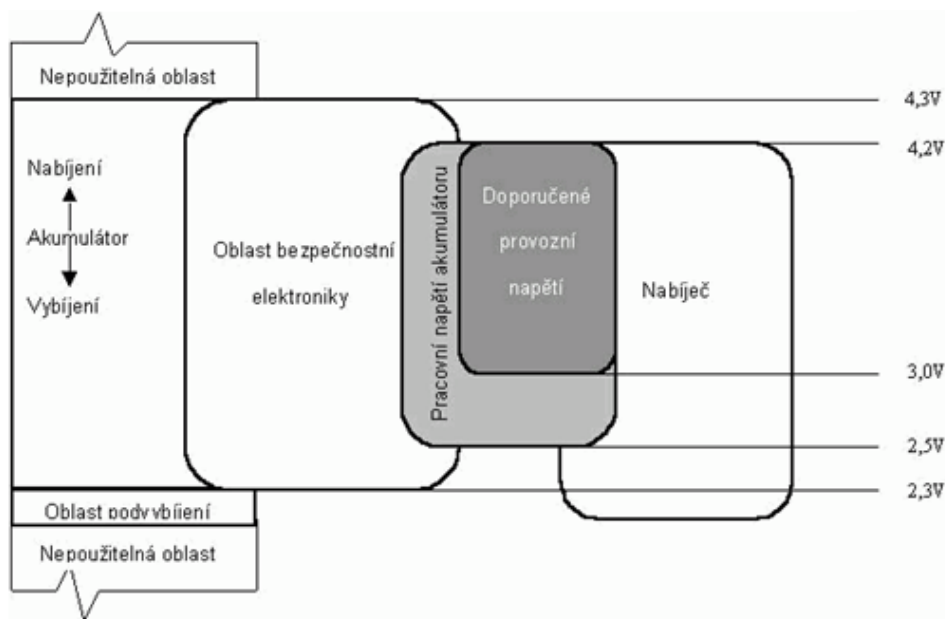 Nepoužitelná oblast
4,3V
4,2V
Nabíjení
Akumulátor
Vybíjení
Oblast bezpečnostní
elektroniky
Pracovní napětí akumulátoru
Doporučené
provozní
napětí
Nabíječ
3,0V
2,5V
2,3V
Oblast podvybíjení
Nepoužitelná oblast